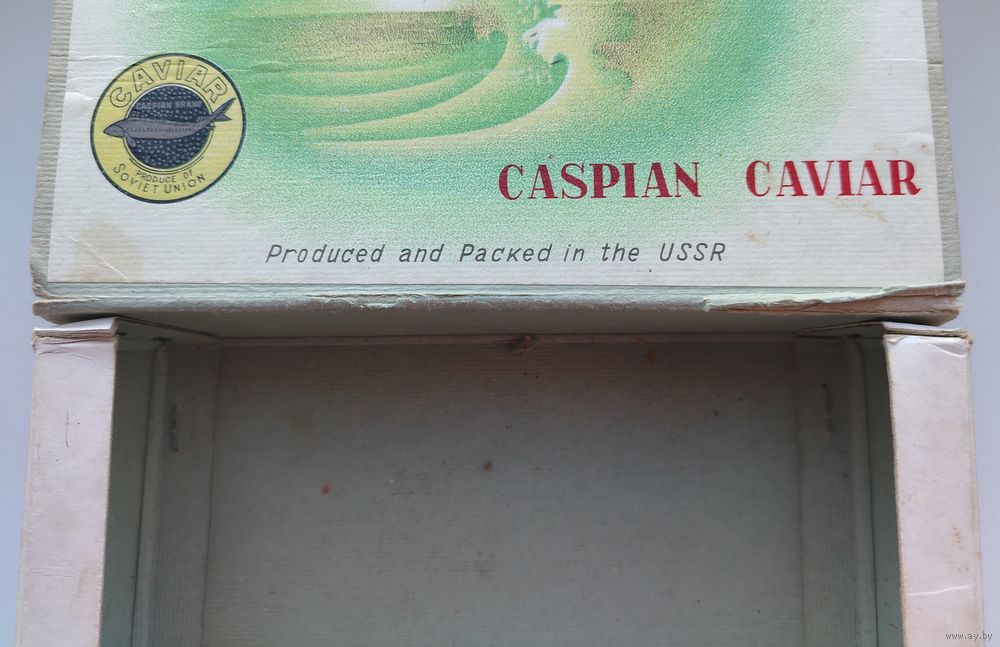 CAVIAR
CASPIAN BRAND
PRODUCE OF
SOVIET UNION
CASPIAN CAVIAR
Produced and Packed in the USSR
www.ay.by